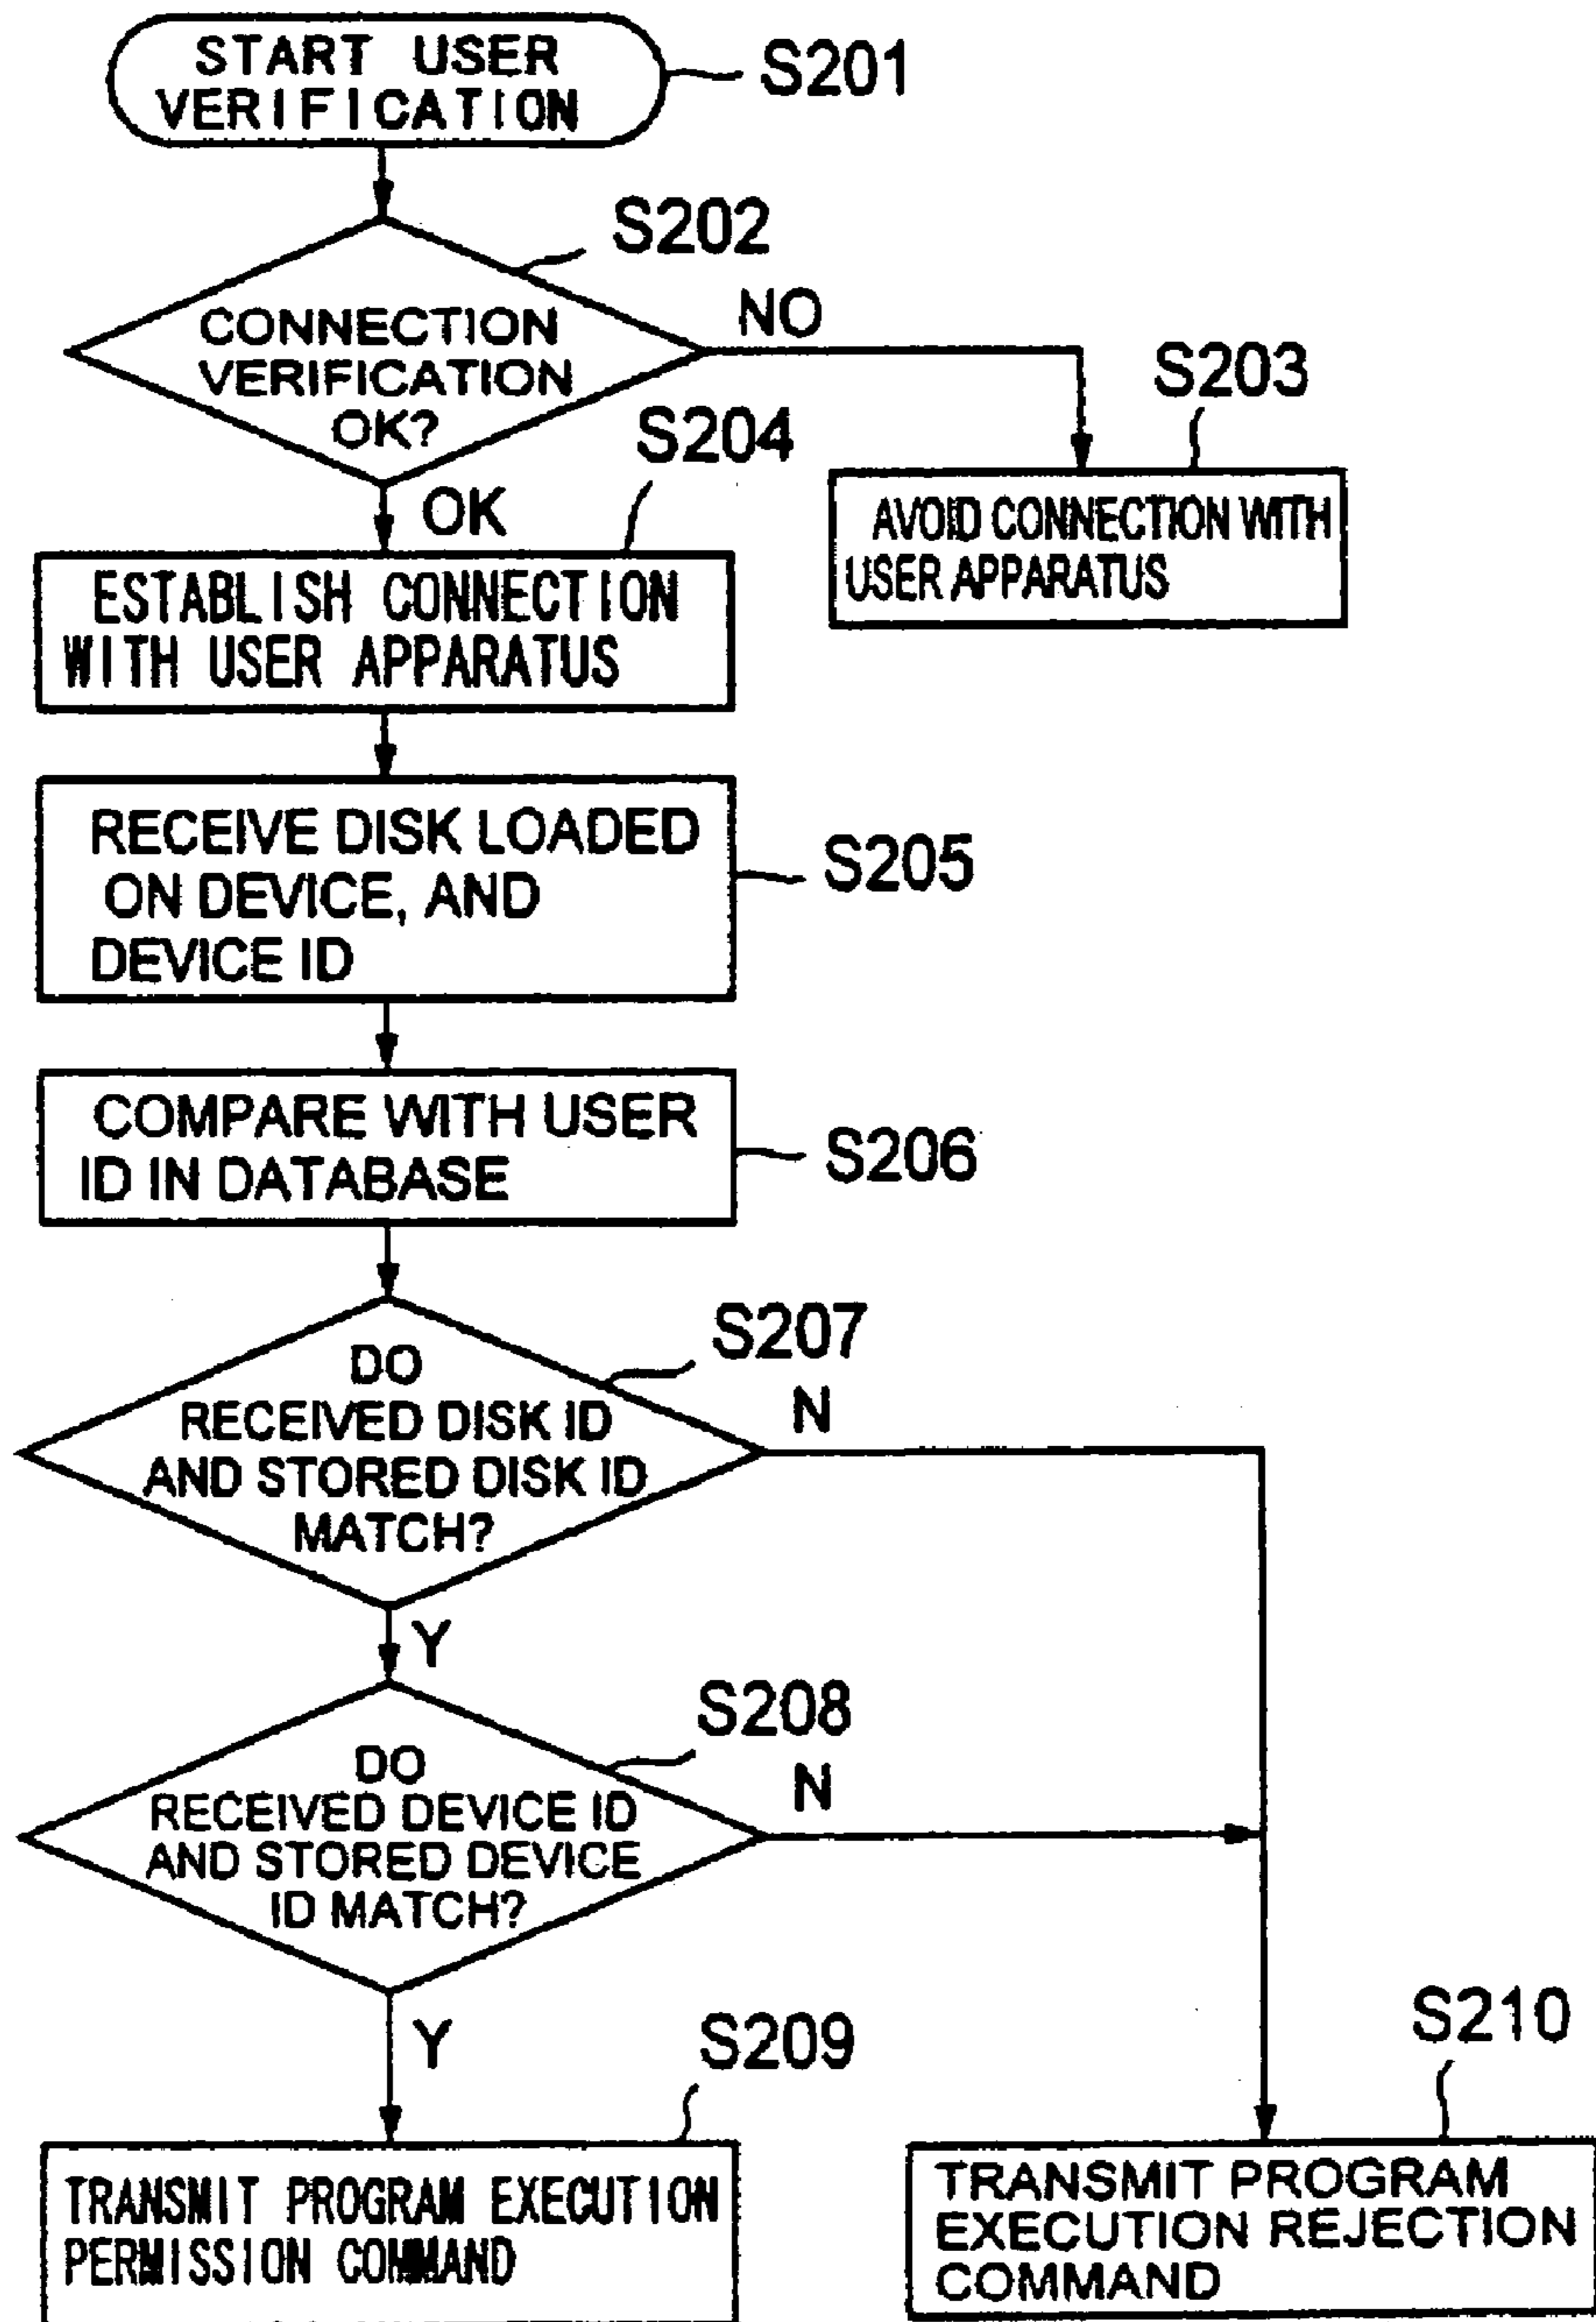 START USER
VERIFICATION
S201
S202
CONNECTION
VERIFICATION
OK?
NO
S203
AVOID CONNECTION WITH
USER APPARATUS
OK
S204
ESTABLISH CONNECTION
WITH USER APPARATUS
RECEIVE DISK LOADED
ON DEVICE, AND
DEVICE ID
S205
COMPARE WITH USER
ID IN DATABASE
S206
S207
DO
RECEIVED DISK ID
AND STORED DISK ID
MATCH?
N
Y
S208
DO
RECEIVED DEVICE ID
AND STORED DEVICE
ID MATCH?
N
Y
S209
TRANSMIT PROGRAM EXECUTION
PERMISSION COMMAND
S210
TRANSMIT PROGRAM
EXECUTION REJECTION
COMMAND